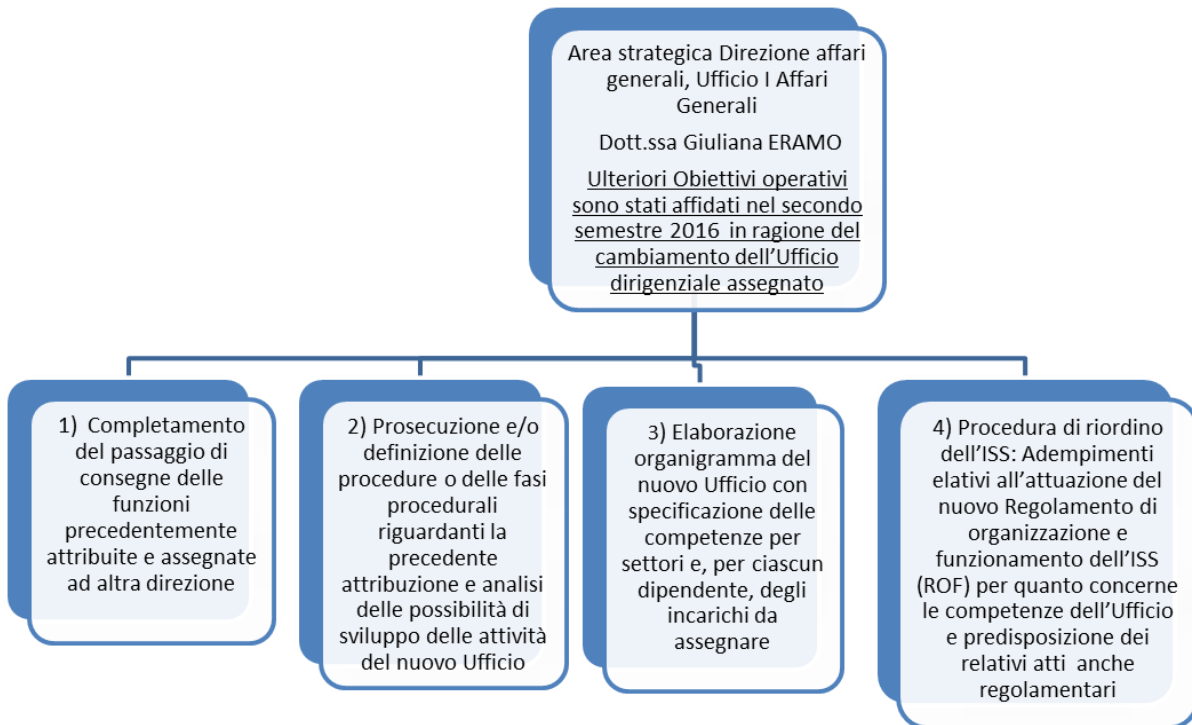 Area strategica Direzione affari
generali, Ufficio I Affari
Generali
Dott.ssa Giuliana ERAMO
Ulteriori Obiettivi operativi
sono stati affidati nel secondo
semestre 2016 in ragione del
cambiamento dell'Ufficio
dirigenziale assegnato
1) Completamento
del passaggio di
consegne delle
funzioni
precedentemente
attribuite e assegnate
ad altra direzione
2) Prosecuzione e/o
definizione delle
procedure o delle fasi
procedurali
riguardanti la
precedente
attribuzione e analisi
delle possibilità di
sviluppo delle attività
del nuovo Ufficio
3) Elaborazione
organigramma del
nuovo Ufficio con
specificazione delle
competenze per
settori e, per ciascun
dipendente, degli
incarichi da
assegnare
4) Procedura di riordino
dell'ISS: Adempimenti
elativi all'attuazione del
nuovo Regolamento di
organizzazione e
funzionamento dell'ISS
(ROF) per quanto concerne
le competenze dell'Ufficio
e predisposizione dei
relativi atti anche
regolamentari